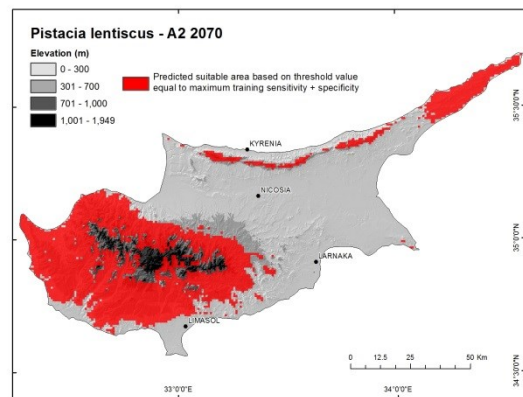 Pistacia lentiscus - A2 2070
Elevation (m)
0 - 300
301 - 700
701 - 1,000
1,001 - 1,949
Predicted suitable area based on threshold value
equal to maximum training sensitivity + specificity
KYRENIA
NICOSIA
LARNAKA
LIMASOL
0 12.5 25 50 Km
33°0'0"E 34°0'0"E
35°30'0"N
35°0'0"N
34°30'0"N